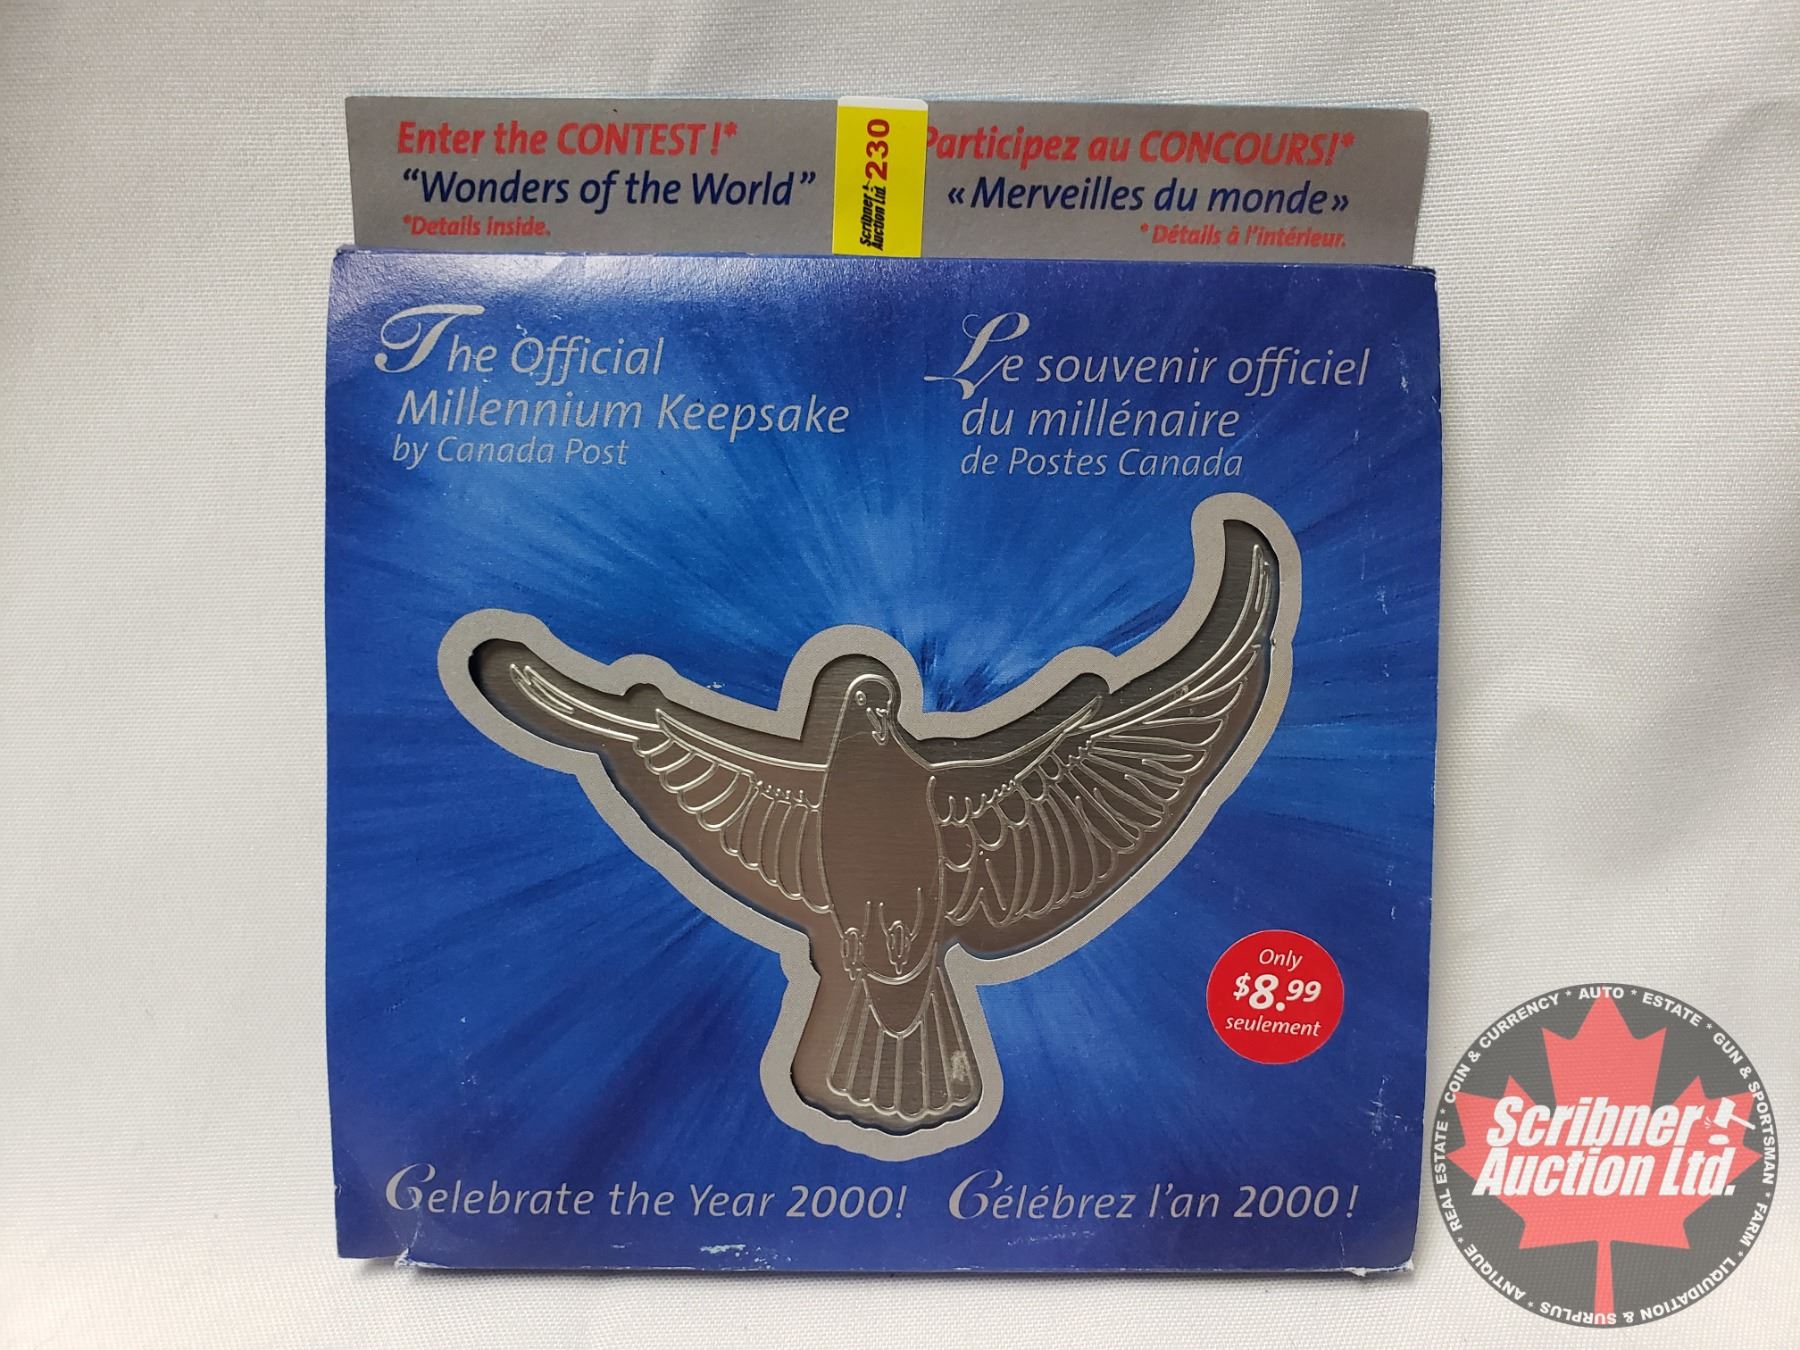 Enter the CONTEST!*
“Wonders of the World”
*Details inside.
Scribner
Auction Ltd.
230
Participez au CONCOURS!*
« Merveilles du monde»
* Détails à l'intérieur.
The Official
Millennium Keepsake
by Canada Post
Le souvenir officiel
du millénaire
de Postes Canada
Only
$8.99
seulement
Celebrate the Year 2000!
Célébrez l'an 2000!
REAL ESTATE * COIN & CURRENCY * AUTO * ESTATE * GUN & SPORTSMAN * FARM * LIQUIDATION & SURPLUS * ANTIQUE *
Scribner
Auction Ltd.